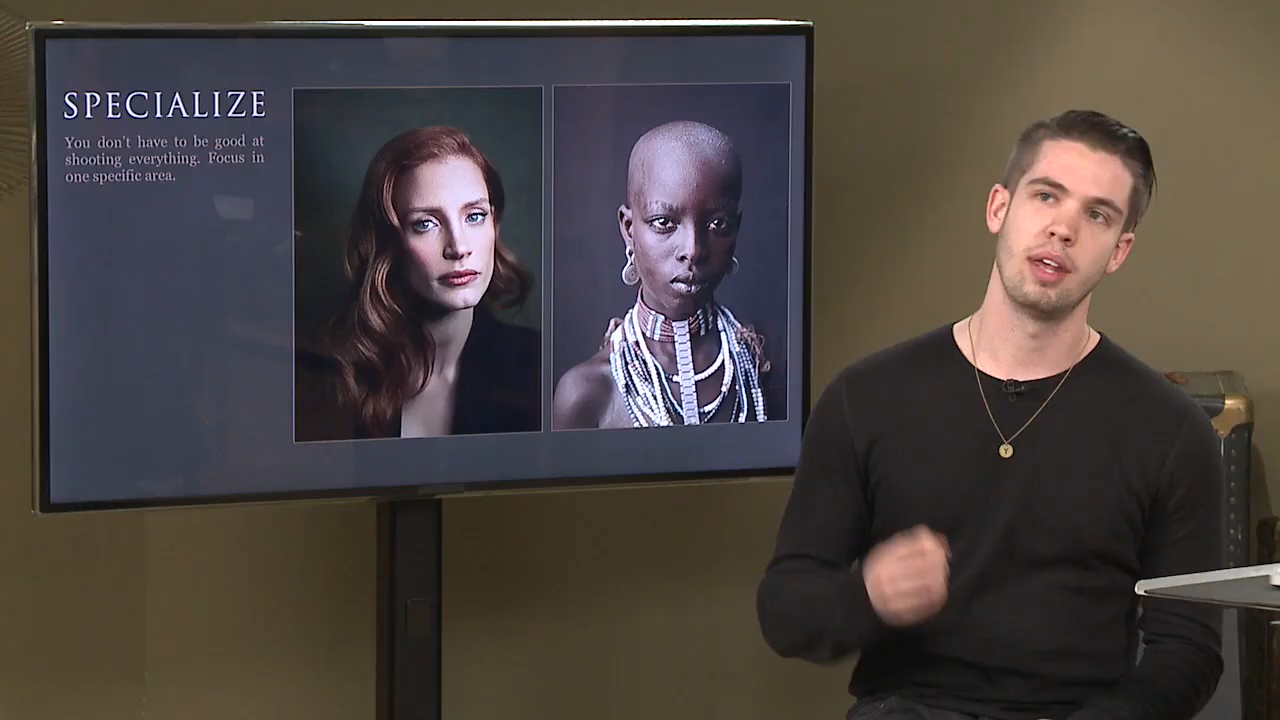 SPECIALIZE
You don't have to be good at
shooting everything. Focus in
one specific area.